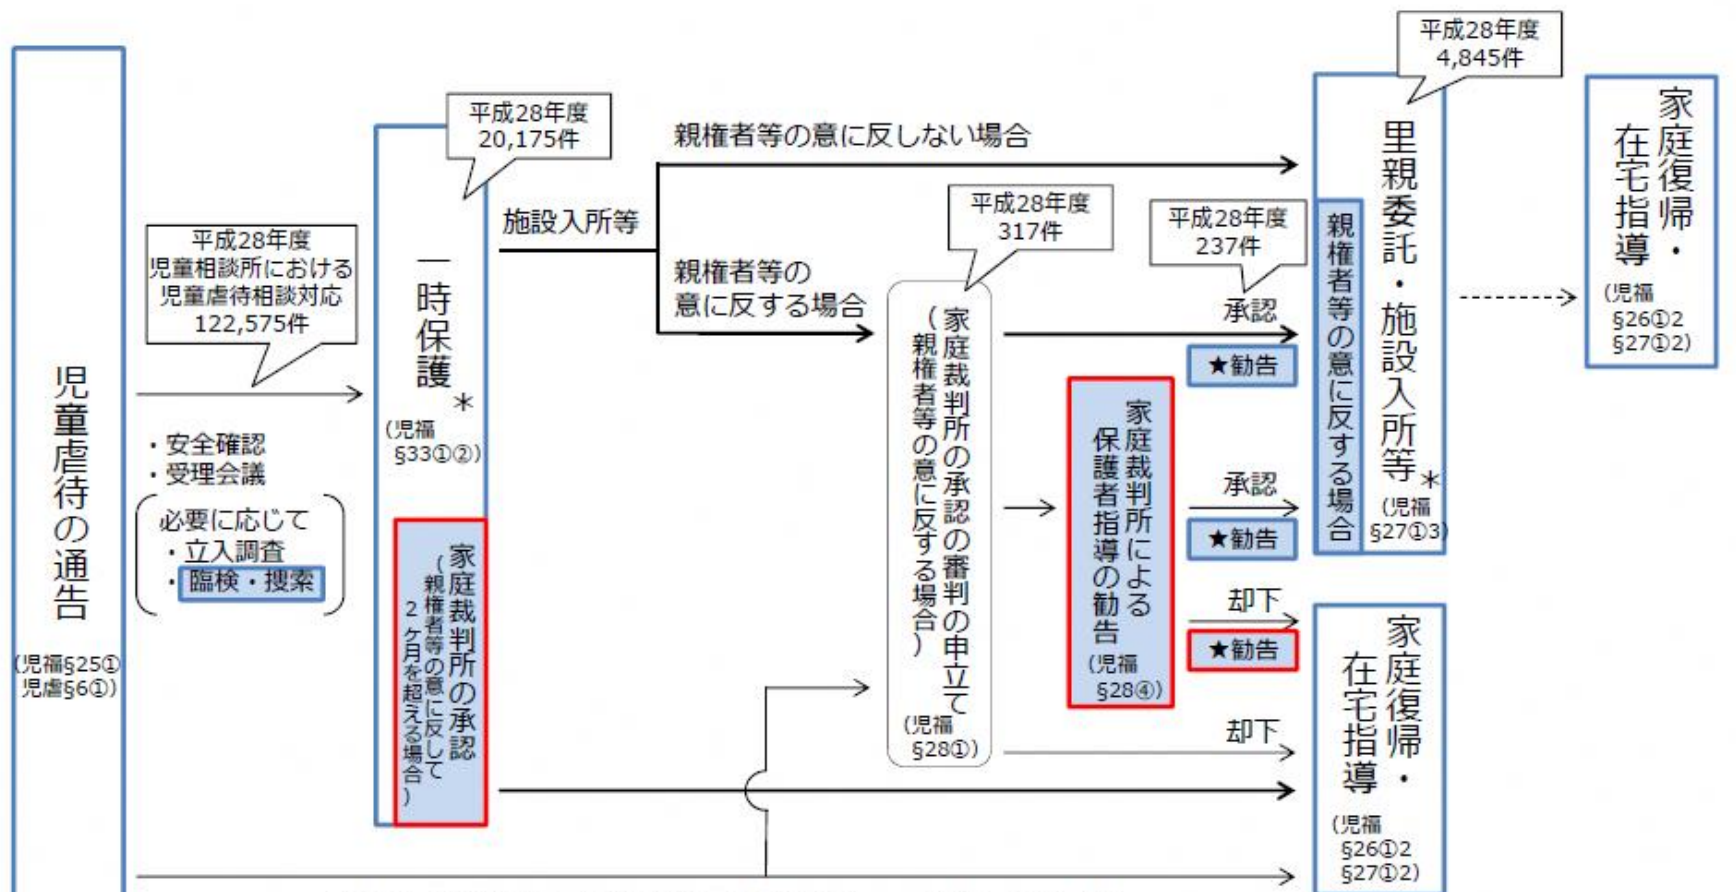 児童虐待の通告
(児福§25①
児虐§6①)
平成28年度
児童相談所における
児童虐待相談対応
122,575件
・安全確認
・受理会議
必要に応じて
・立入調査
・臨検・捜索
平成28年度
20,175件
一時保護*
(児福
§33①②)
家庭裁判所の承認
(親権者等の意に反して
2ヶ月を超える場合)
施設入所等
親権者等の意に反しない場合
親権者等の
意に反する場合
平成28年度
317件
家庭裁判所の承認の審判の申立て
(親権者等の意に反する場合)
(児福
§28①)
家庭裁判所による
保護者指導の勧告
(児福
§28④)
平成28年度
237件
承認
★勧告
承認
★勧告
却下
★勧告
却下
平成28年度
4,845件
里親委託・施設入所等*
(児福
§27①3)
親権者等の意に反する場合
家庭復帰・
在宅指導
(児福
§26①2
§27①2)
家庭復帰・
在宅指導
(児福
§26①2
§27①2)